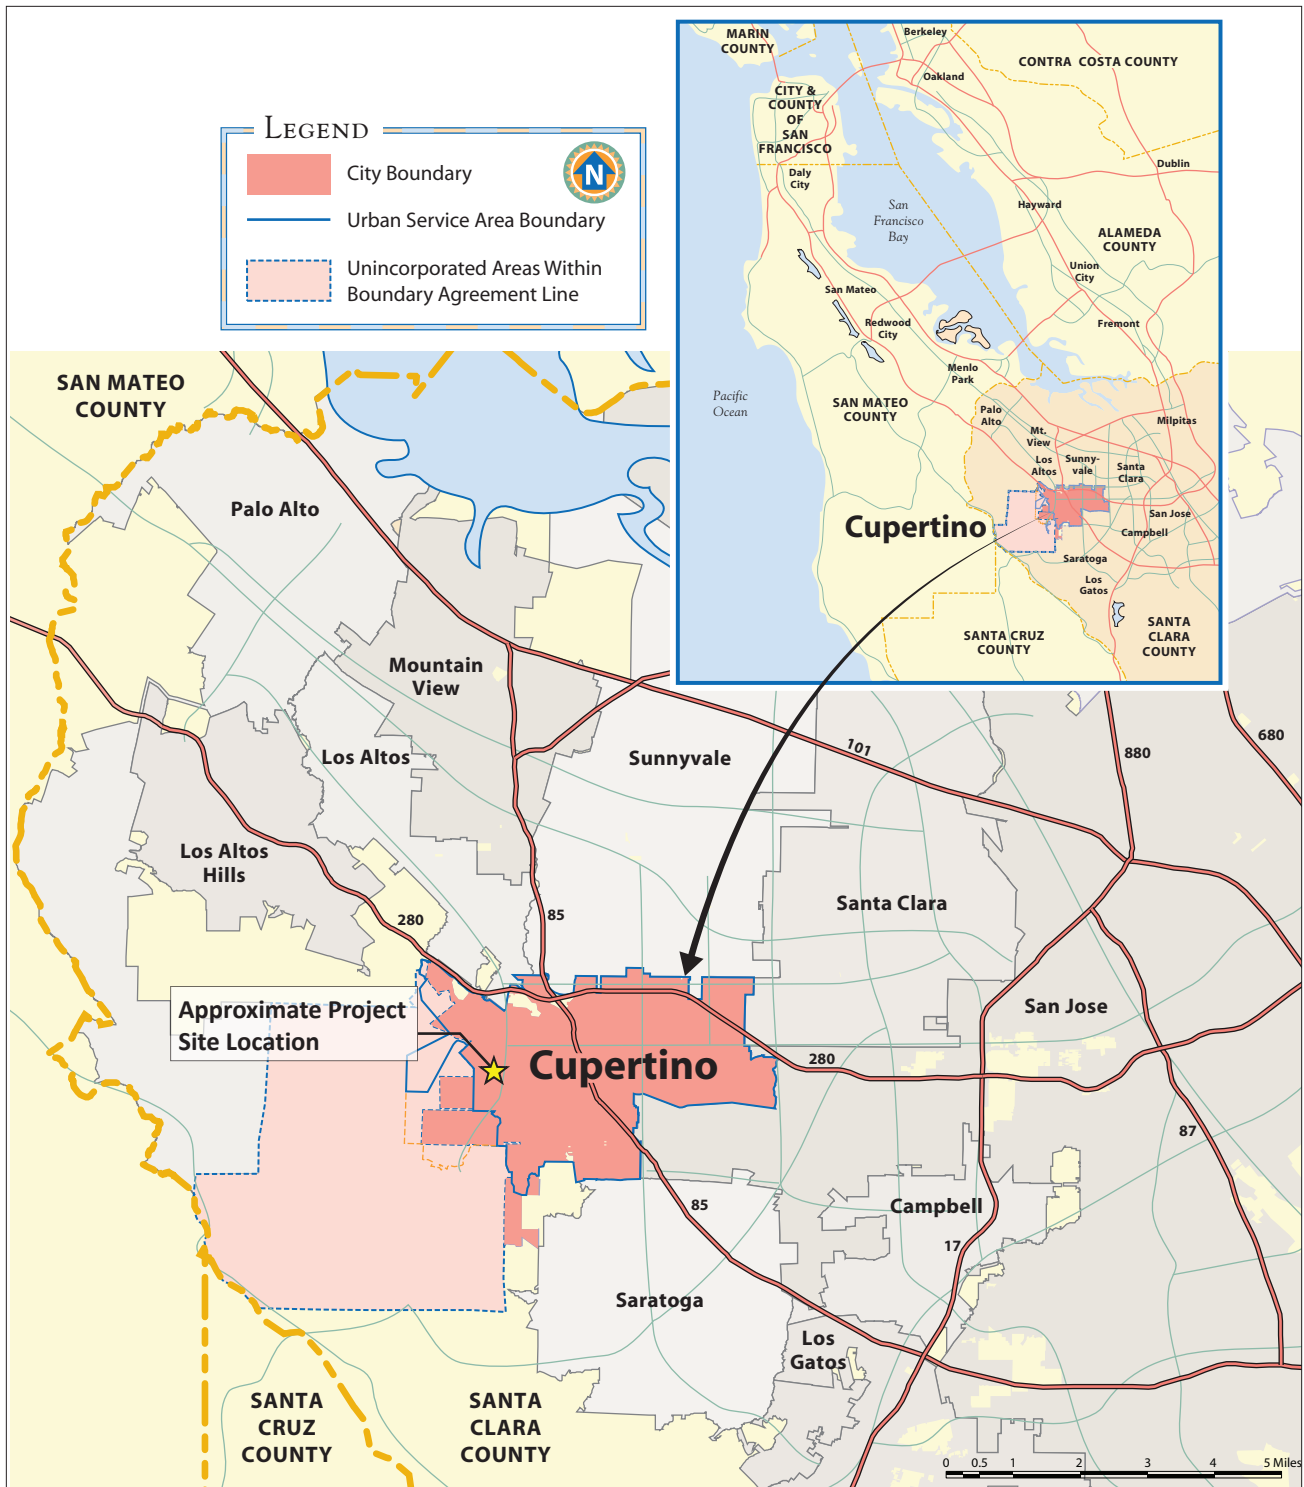 LEGEND
N
City Boundary
Urban Service Area Boundary
Unincorporated Areas Within
Boundary Agreement Line
MARIN
COUNTY
Berkeley
CONTRA COSTA COUNTY
Oakland
CITY &
COUNTY
OF
SAN
FRANCISCO
Dublin
Daly
City
San
Francisco
Bay
Hayward
ALAMEDA
COUNTY
Union
City
San Mateo
Redwood
City
Fremont
Menlo
Park
Pacific
Ocean
SAN MATEO
COUNTY
Palo
Alto
Milpitas
Mt.
View
Los
Altos
Sunny-
vale
Santa
Clara
San Jose
Cupertino
Campbell
Saratoga
Los
Gatos
SANTA CRUZ
COUNTY
SANTA
CLARA
COUNTY
SAN MATEO
COUNTY
Palo Alto
Mountain
View
Los Altos
Sunnyvale
101
880
680
Los Altos
Hills
280
85
Santa Clara
Approximate Project
Site Location
San Jose
Cupertino
280
87
85
Campbell
17
Saratoga
Los
Gatos
SANTA
CRUZ
COUNTY
SANTA
CLARA
COUNTY
0 0.5 1 2 3 4 5 Miles